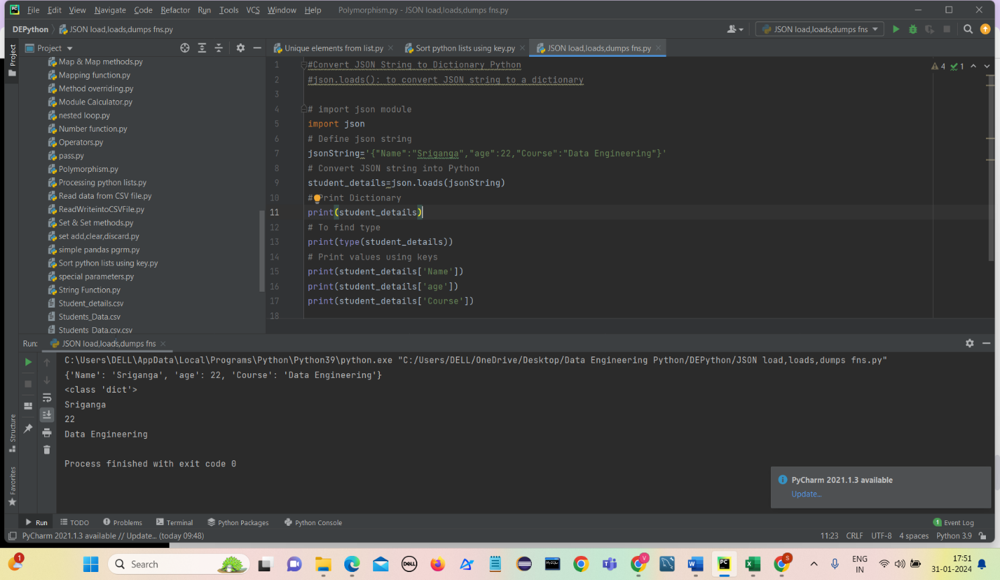 File Edit View Navigate Code Refactor Run Tools VCS Window Help Polymorphism.py - JSON load,loads,dumps fns.py
DEPython JSON load,loads,dumps fns.py JSON load,loads,dumps fns
Project Unique elements from list.py Sort python lists using key.py JSON load,loads,dumps fns.py
Project
Map & Map methods.py
Mapping function.py
Method overriding.py
Module Calculator.py
nested loop.py
Number function.py
Operators.py
pass.py
Polymorphism.py
Processing python lists.py
Read data from CSV file.py
ReadWriteintoCSVFile.py
Set & Set methods.py
set add,clear,discard.py
simple pandas pgrm.py
Sort python lists using key.py
special parameters.py
String Function.py
Student_details.csv
Students_Data.csv
Students_Data.csv.csv
4 1
1 #Convert JSON String to Dictionary Python
2 #json.loads(): to convert JSON string to a dictionary
3
4 # import json module
5 import json
6 # Define json string
7 jsonString='{"Name":"Sriganga","age":22,"Course":"Data Engineering"}'
8 # Convert JSON string into Python
9 student_details=json.loads(jsonString)
10 # Print Dictionary
11 print(student_details)
12 # To find type
13 print(type(student_details))
14 # Print values using keys
15 print(student_details['Name'])
16 print(student_details['age'])
17 print(student_details['Course'])
18
Run: JSON load,loads,dumps fns
C:\Users\DELL\AppData\Local\Programs\Python\Python39\python.exe "C:/Users/DELL/OneDrive/Desktop/Data Engineering Python/DEPython/JSON load,loads,dumps fns.py"
{'Name': 'Sriganga', 'age': 22, 'Course': 'Data Engineering'}
<class 'dict'>
Sriganga
22
Data Engineering
Process finished with exit code 0
Structure
Favorites
PyCharm 2021.1.3 available
Update...
Run TODO Problems Terminal Python Packages Python Console 1 Event Log
PyCharm 2021.1.3 available // Update... (today 09:48) 11:23 CRLF UTF-8 4 spaces Python 3.9
1 Search DELL MySQL V S ENG 17:51
IN 31-01-2024